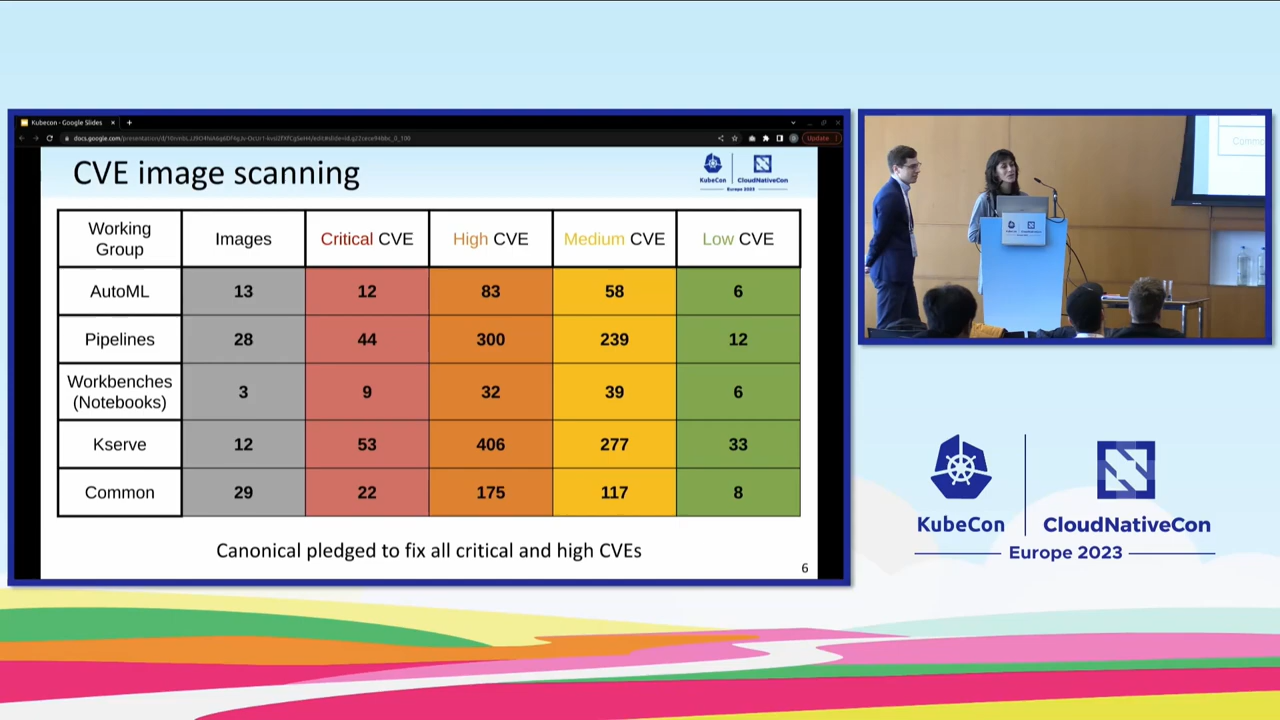 Kubecon - Google Slides
Update
CVE image scanning
KubeCon
CloudNativeCon
Europe 2023
Working Group
Images
Critical CVE
High CVE
Medium CVE
Low CVE
AutoML
13
12
83
58
6
Pipelines
28
44
300
239
12
Workbenches
(Notebooks)
3
9
32
39
6
Kserve
12
53
406
277
33
Common
29
22
175
117
8
Canonical pledged to fix all critical and high CVEs
6
KubeCon
CloudNativeCon
Europe 2023